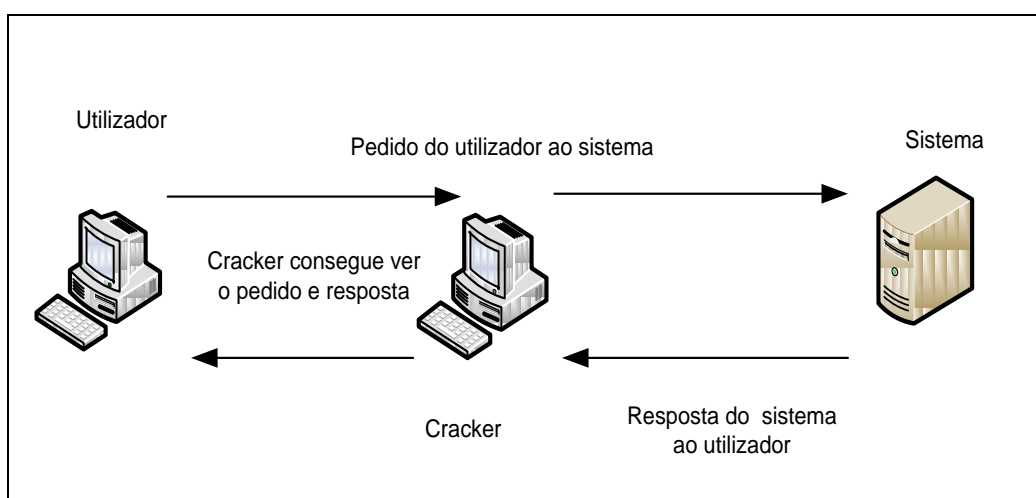 Utilizador
Pedido do utilizador ao sistema
Sistema
Cracker consegue ver
o pedido e resposta
Cracker
Resposta do sistema
ao utilizador